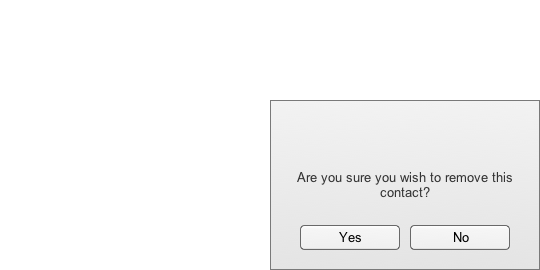 Are you sure you wish to remove this
contact?
Yes
No